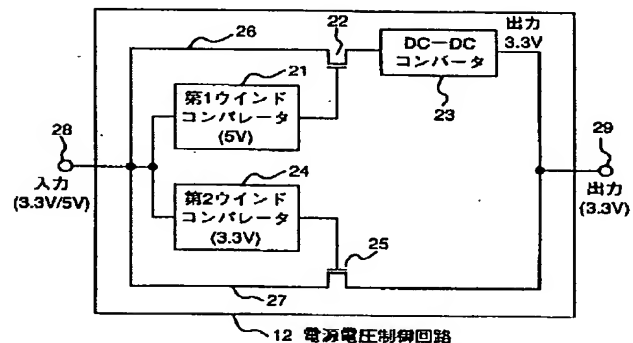 26
22
DC—DC
コンバータ
出力
3.3V
23
21
第1ウインド
コンパレータ
(5V)
28
入力
(3.3V/5V)
24
第2ウインド
コンパレータ
(3.3V)
29
出力
(3.3V)
25
27
12 電源電圧制御回路